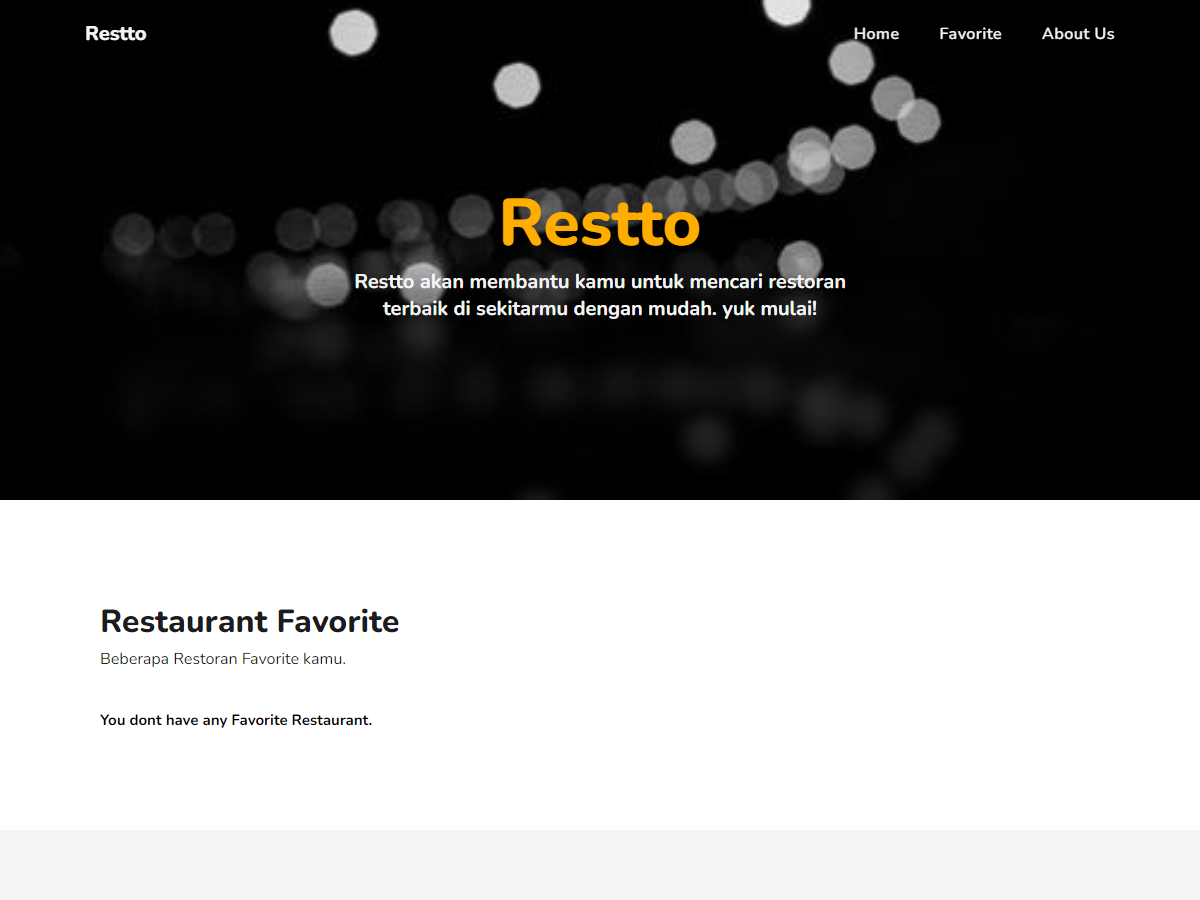 Restto
Home Favorite About Us
Restto
Restto akan membantu kamu untuk mencari restoran
terbaik di sekitarmu dengan mudah. yuk mulai!
Restaurant Favorite
Beberapa Restoran Favorite kamu.
You dont have any Favorite Restaurant.